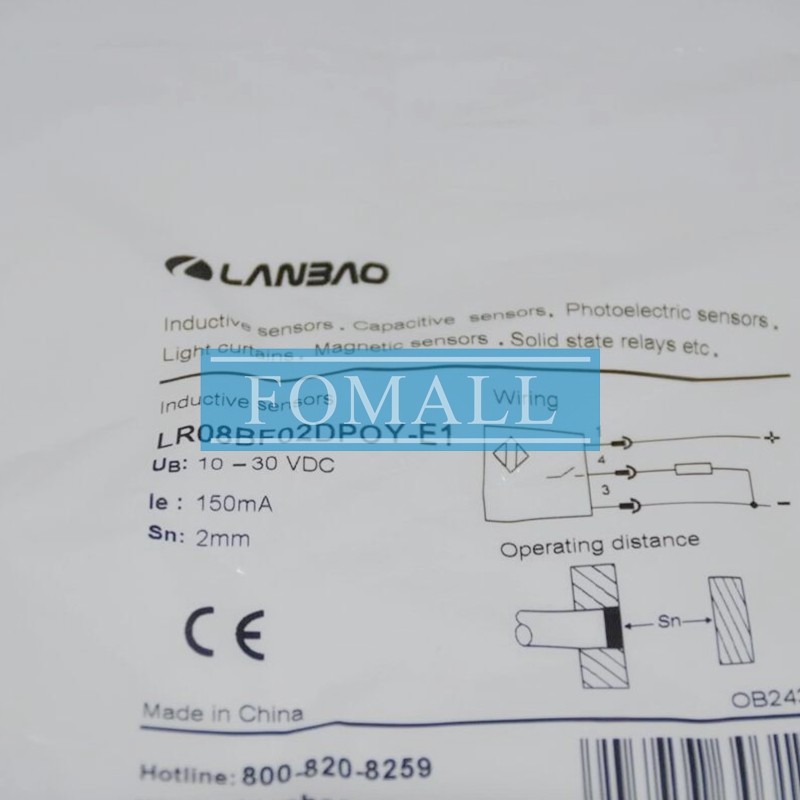 LANBAO
Inductive sensors. Capacitive sensors. Photoelectric sensors.
Light curtains. Magnetic sensors. Solid state relays etc.
FOMALL
Inductive sensors
LR08BF02DPOY-E1
UB: 10 - 30 VDC
Ie: 150mA
Sn: 2mm
Wiring
+
4
3
-
Operating distance
Sn
CE
OB242
Made in China
Hotline: 800-820-8259